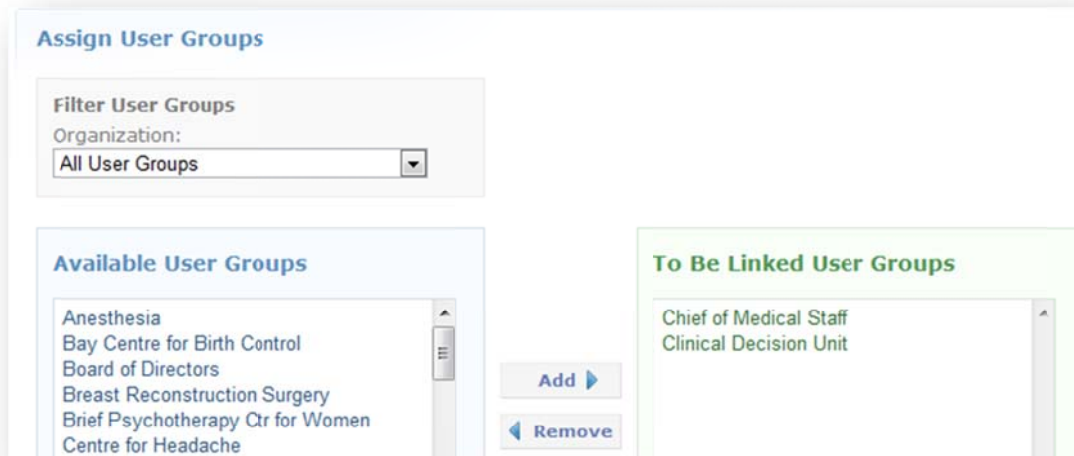 Assign User Groups
Filter User Groups
Organization:
All User Groups
Available User Groups
Anesthesia
Bay Centre for Birth Control
Board of Directors
Breast Reconstruction Surgery
Brief Psychotherapy Ctr for Women
Centre for Headache
Add
Remove
To Be Linked User Groups
Chief of Medical Staff
Clinical Decision Unit